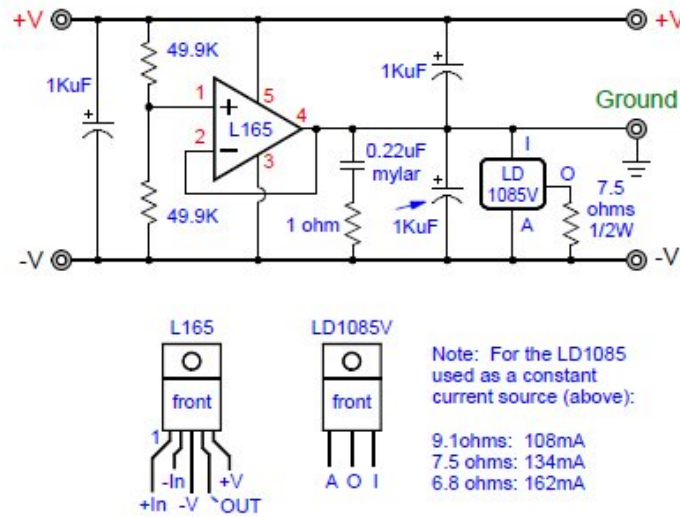 +V
+V
49.9K
1KuF
+
1KuF
+
1
+
5
Ground
L165
4
2
−
3
0.22uF
mylar
+
I
LD
1085V
O
7.5
ohms
1/2W
49.9K
1 ohm
1KuF
A
-V
-V
L165
LD1085V
front
front
1
-In
+V
+In
-V
OUT
A O I
Note: For the LD1085
used as a constant
current source (above):
9.1ohms: 108mA
7.5 ohms: 134mA
6.8 ohms: 162mA